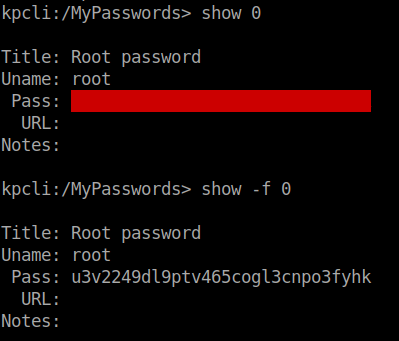 kpcli:/MyPasswords> show 0
Title: Root password
Uname: root
Pass:
URL:
Notes:
kpcli:/MyPasswords> show -f 0
Title: Root password
Uname: root
Pass: u3v2249dl9ptv465cogl3cnpo3fyhk
URL:
Notes: